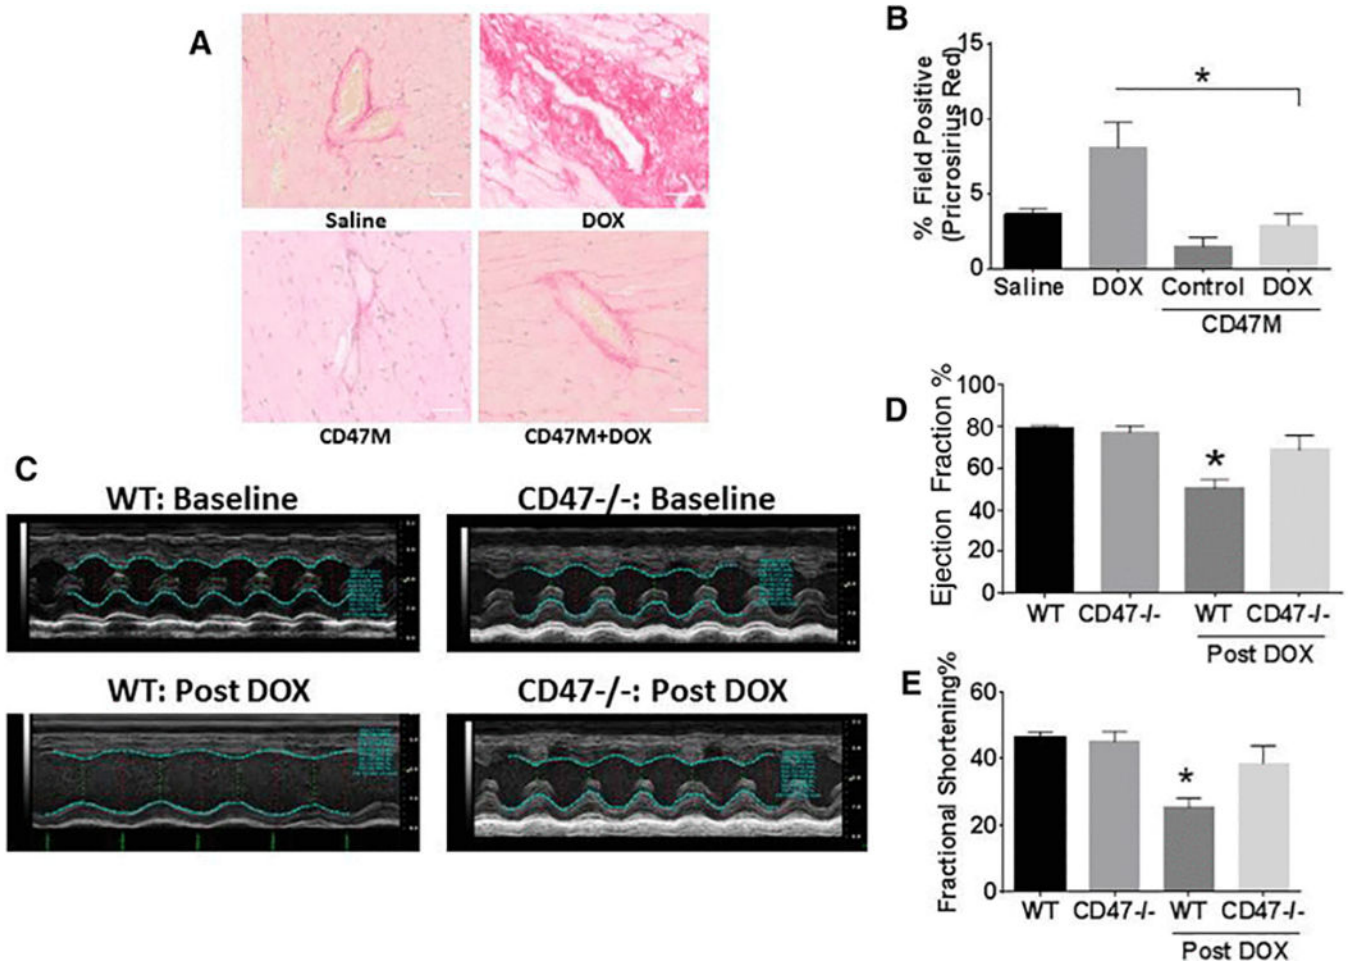 A
Saline
DOX
CD47M
CD47M+DOX
B
% Field Positive
(Pricrosirius Red)
15
10
5
0
*
Saline DOX Control DOX
CD47M
C
WT: Baseline
CD47-/-: Baseline
WT: Post DOX
CD47-/-: Post DOX
D
Ejection Fraction %
100
80
60
40
20
0
*
WT CD47-/- WT CD47-/-
Post DOX
E
Fractional Shortening%
60
40
20
0
*
WT CD47-/- WT CD47-/-
Post DOX